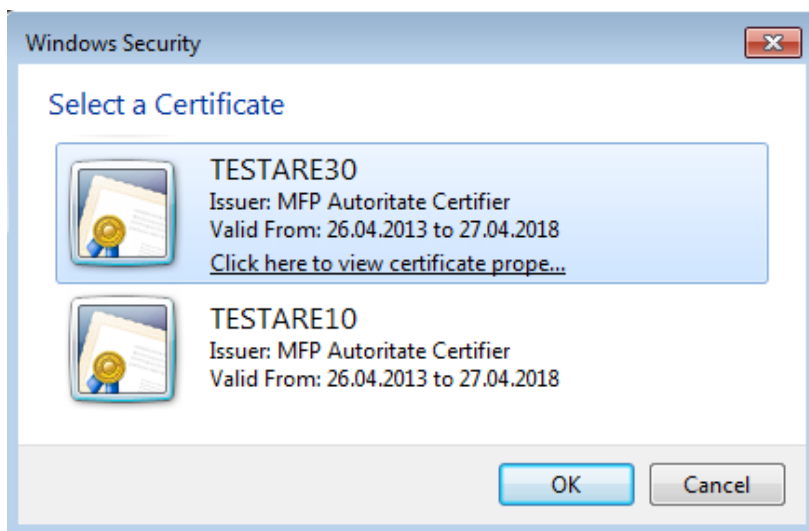 Windows Security
Select a Certificate
TESTARE30
Issuer: MFP Autoritate Certifier
Valid From: 26.04.2013 to 27.04.2018
Click here to view certificate prope...
TESTARE10
Issuer: MFP Autoritate Certifier
Valid From: 26.04.2013 to 27.04.2018
OK
Cancel